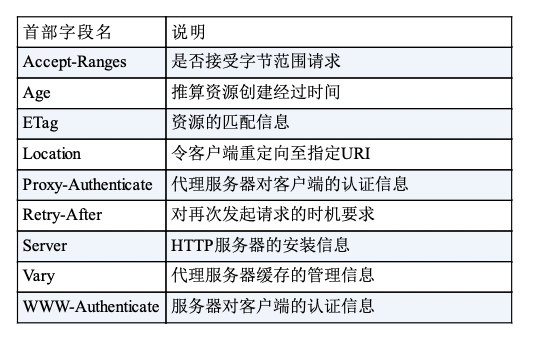 首部字段名 说明
Accept-Ranges 是否接受字节范围请求
Age 推算资源创建经过时间
ETag 资源的匹配信息
Location 令客户端重定向至指定URI
Proxy-Authenticate 代理服务器对客户端的认证信息
Retry-After 对再次发起请求的时机要求
Server HTTP服务器的安装信息
Vary 代理服务器缓存的管理信息
WWW-Authenticate 服务器对客户端的认证信息